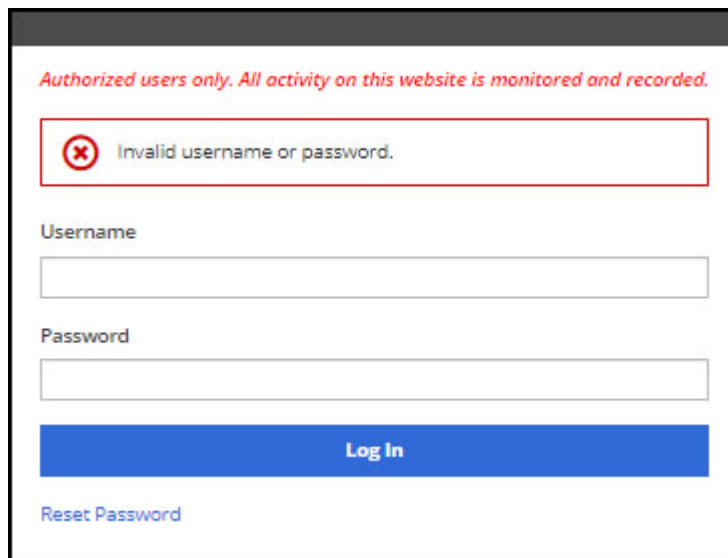 Authorized users only. All activity on this website is monitored and recorded.
Invalid username or password.
Username
Password
Log In
Reset Password